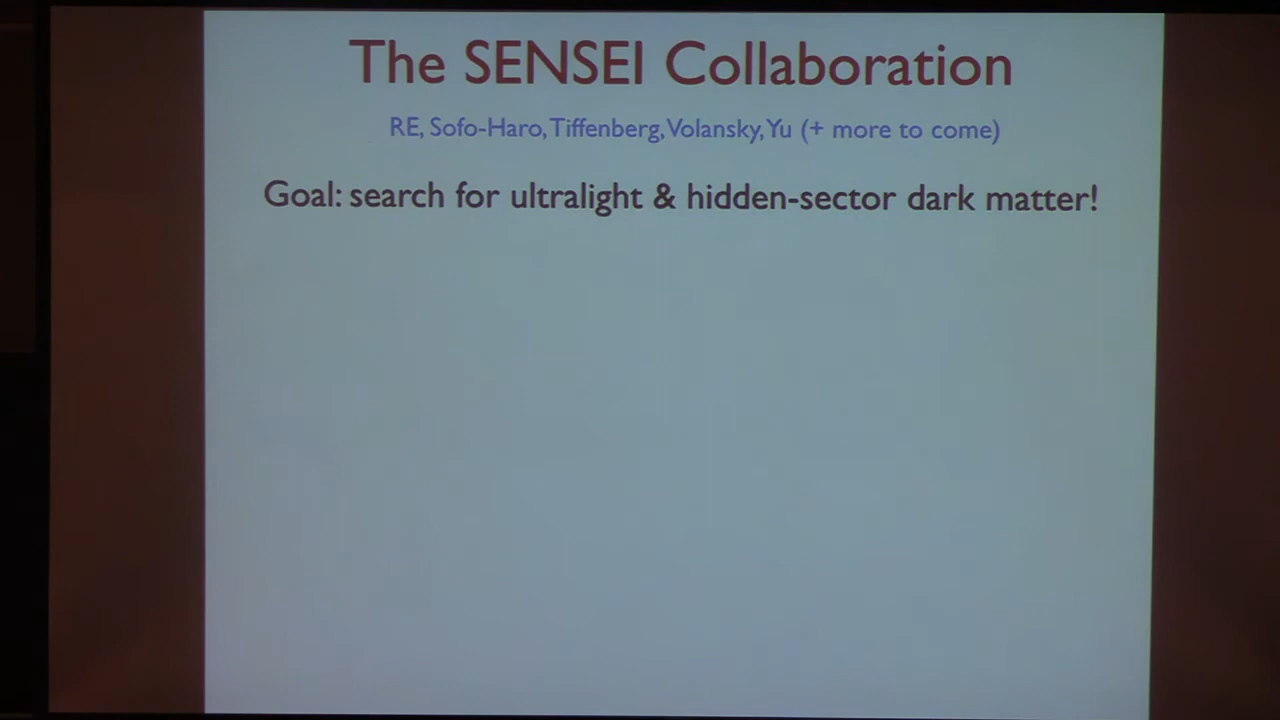 The SENSEI Collaboration
RE, Sofo-Haro, Tiffenberg, Volansky, Yu (+ more to come)
Goal: search for ultralight & hidden-sector dark matter!